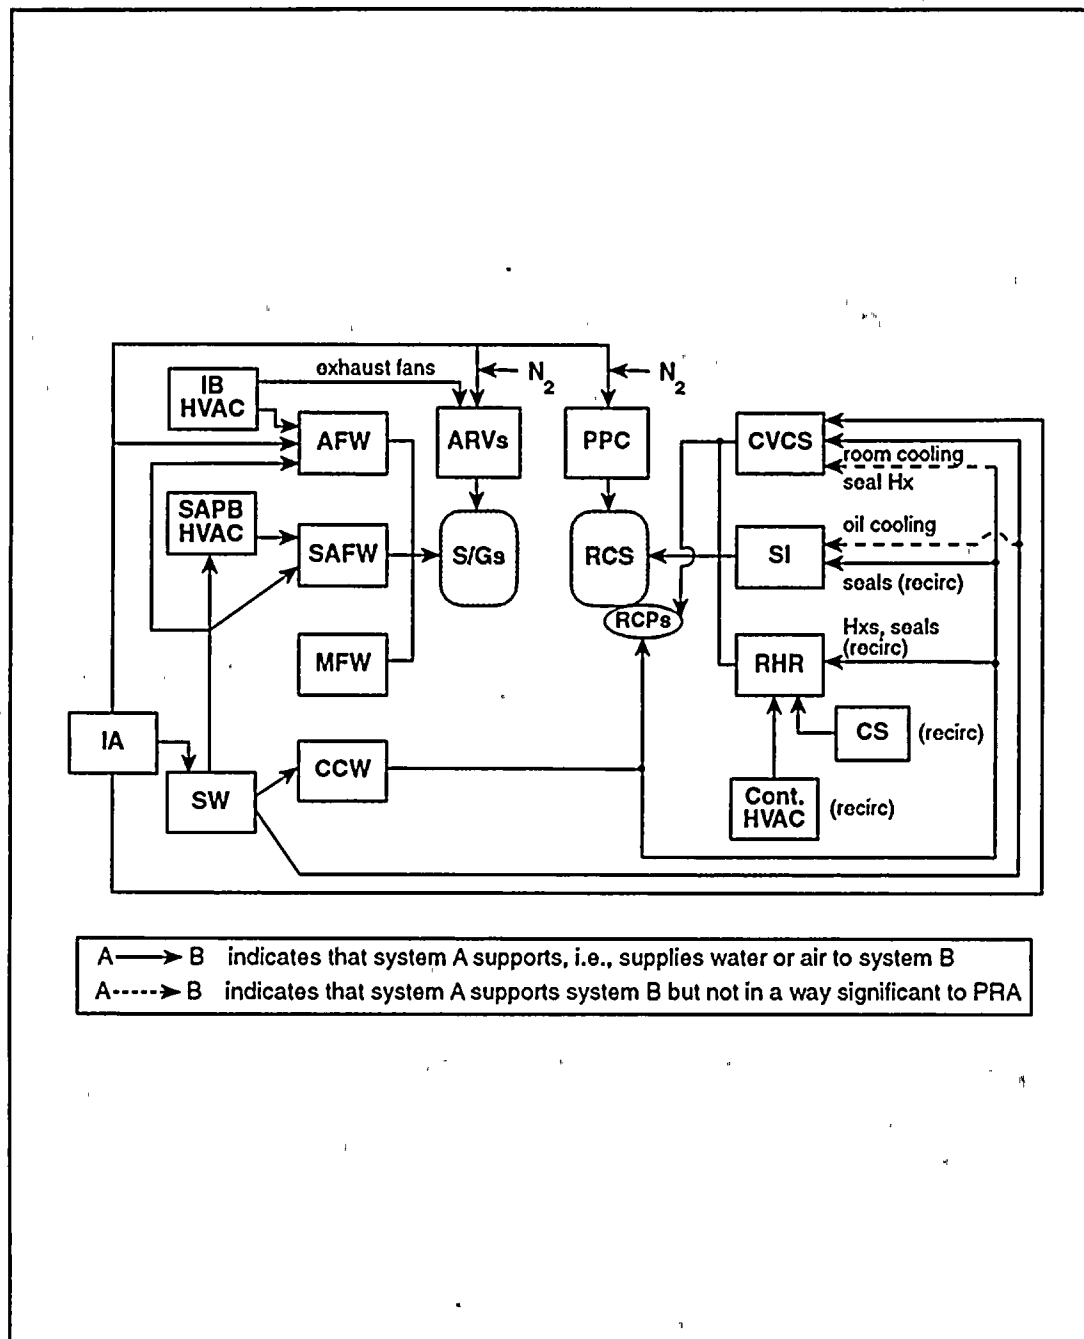 exhaust fans
N2
N2
IB
HVAC
AFW
ARVs
PPC
CVCS
room cooling
seal Hx
SAPB
HVAC
SAFW
S/Gs
RCS
oil cooling
SI
seals (recirc)
RCPs
MFW
Hxs, seals
(recirc)
RHR
IA
CS
(recirc)
SW
CCW
Cont.
HVAC
(recirc)
A B indicates that system A supports, i.e., supplies water or air to system B
A B indicates that system A supports system B but not in a way significant to PRA